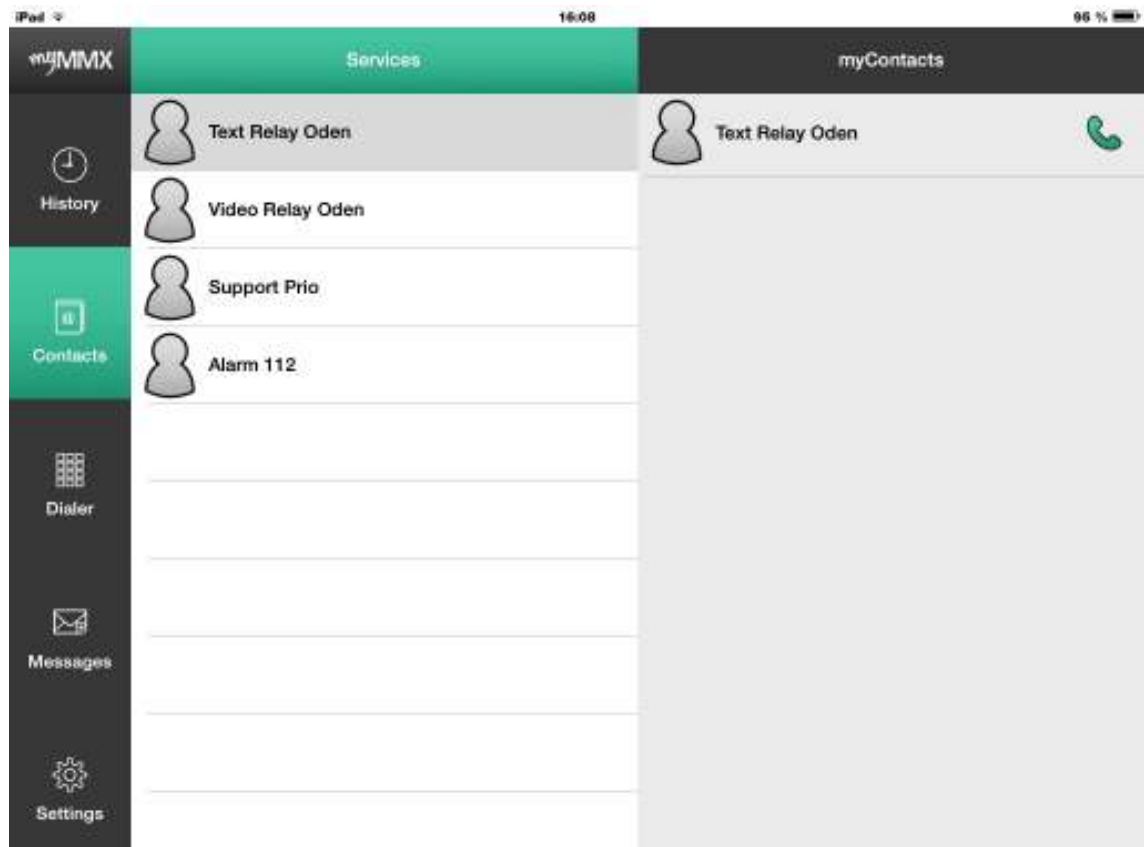 iPad 16:08 95 %
myMMX Services myContacts
Text Relay Oden
Video Relay Oden
Support Prio
Alarm 112
Text Relay Oden
History
Contacts
Dialer
Messages
Settings